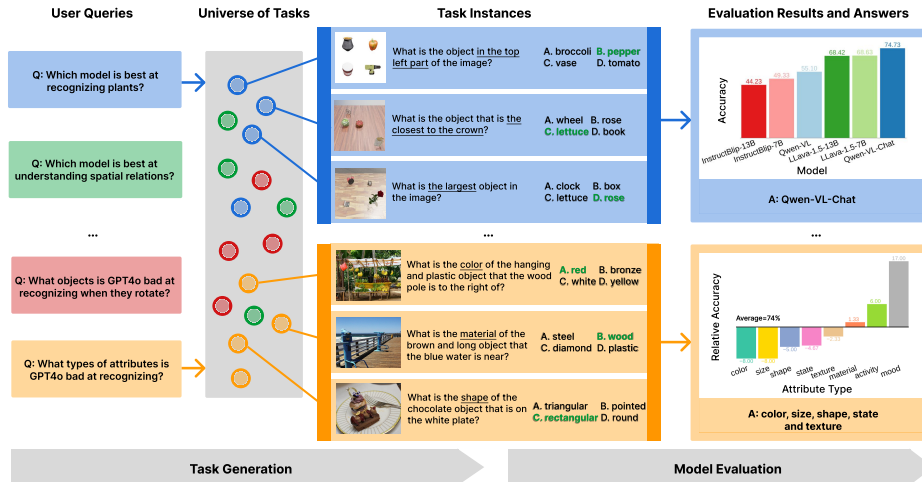 User Queries
Universe of Tasks
Task Instances
Evaluation Results and Answers
Q: Which model is best at
recognizing plants?
Q: Which model is best at
understanding spatial relations?
...
Q: What objects is GPT4o bad at
recognizing when they rotate?
Q: What types of attributes is
GPT4o bad at recognizing?
What is the object in the top
left part of the image?
A. broccoli B. pepper
C. vase D. tomato
What is the object that is the
closest to the crown?
A. wheel B. rose
C. lettuce D. book
What is the largest object in
the image?
A. clock B. box
C. lettuce D. rose
...
What is the color of the hanging
and plastic object that the wood
pole is to the right of?
A. red B. bronze
C. white D. yellow
What is the material of the
brown and long object that
the blue water is near?
A. steel B. wood
C. diamond D. plastic
What is the shape of the
chocolate object that is on
the white plate?
A. triangular B. pointed
C. rectangular D. round
Accuracy
44.23
49.33
68.42
74.73
InstructBlip-13B
InstructBlip-7B
Qwen-VL
LLava-1.5-13B
LLava-1.5-7B
Qwen-VL-Chat
Model
A: Qwen-VL-Chat
...
Relative Accuracy
Average=74%
color
size
shape
state
texture
material
activity
mood
Attribute Type
A: color, size, shape, state
and texture
Task Generation
Model Evaluation